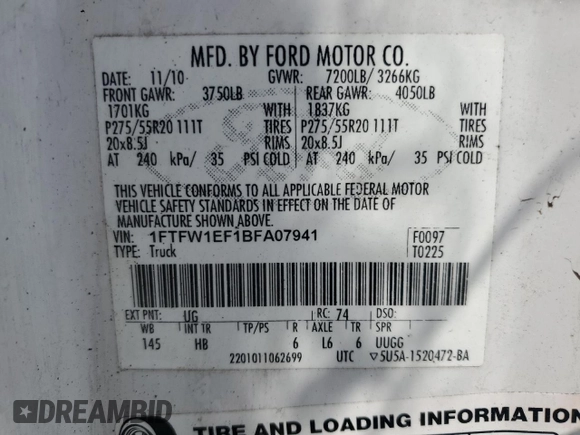 MFD. BY FORD MOTOR CO.
DATE: 11/10 GVWR: 7200LB/ 3266KG
FRONT GAWR: 3750LB REAR GAWR: 4050LB
1701KG WITH 1837KG WITH
P275/55R20 111T TIRES P275/55R20 111T TIRES
20x8.5J RIMS 20x8.5J RIMS
AT 240 kPa/ 35 PSI COLD AT 240 kPa/ 35 PSI COLD
THIS VEHICLE CONFORMS TO ALL APPLICABLE FEDERAL MOTOR
VEHICLE SAFETY STANDARDS IN EFFECT ON THE DATE OF
MANUFACTURE SHOWN ABOVE.
VIN: 1FTFW1EF1BFA07941 F0097
TYPE: Truck T0225
EXT PNT: UG RC: 74 DSO:
WB INT TR TP/PS R AXLE TR SPR
145 HB 6 L6 6 UUGG
2201011062699 UTC ▽5U5A-1520472-BA
DREAMBID
TIRE AND LOADING INFORMATION